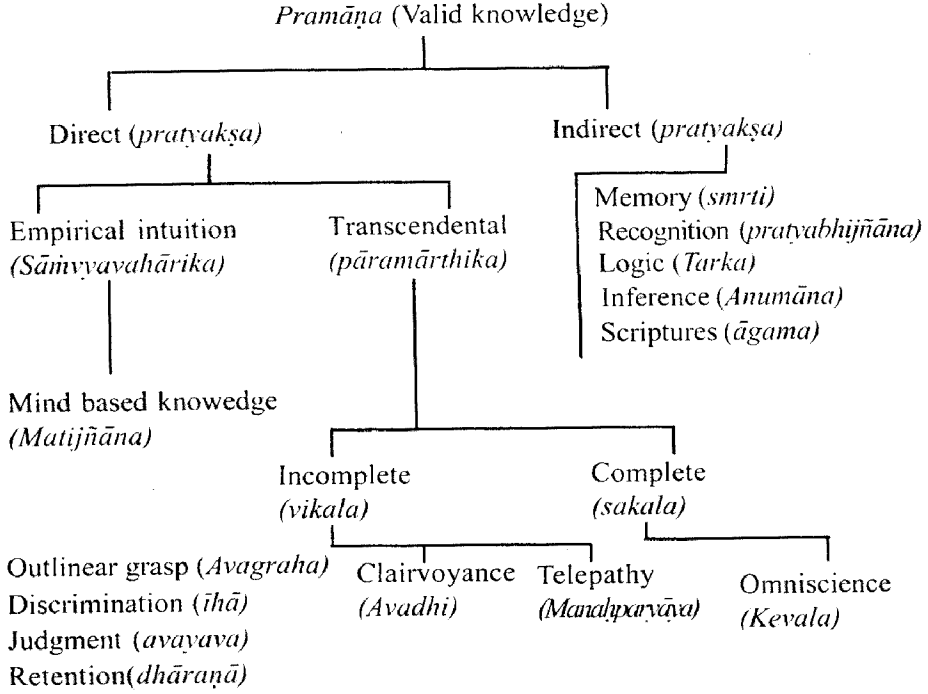 Pramāṇa (Valid knowledge)
Direct (pratyakṣa)
Indirect (pratyakṣa)
Empirical intuition
(Sāṁvyavahārika)
Transcendental
(pāramārthika)
Memory (smrti)
Recognition (pratyabhijñāna)
Logic (Tarka)
Inference (Anumāna)
Scriptures (āgama)
Mind based knowedge
(Matijñāna)
Incomplete
(vikala)
Complete
(sakala)
Outlinear grasp (Avagraha)
Discrimination (īhā)
Judgment (avayava)
Retention(dhāraṇā)
Clairvoyance
(Avadhi)
Telepathy
(Manaḥparyāya)
Omniscience
(Kevala)